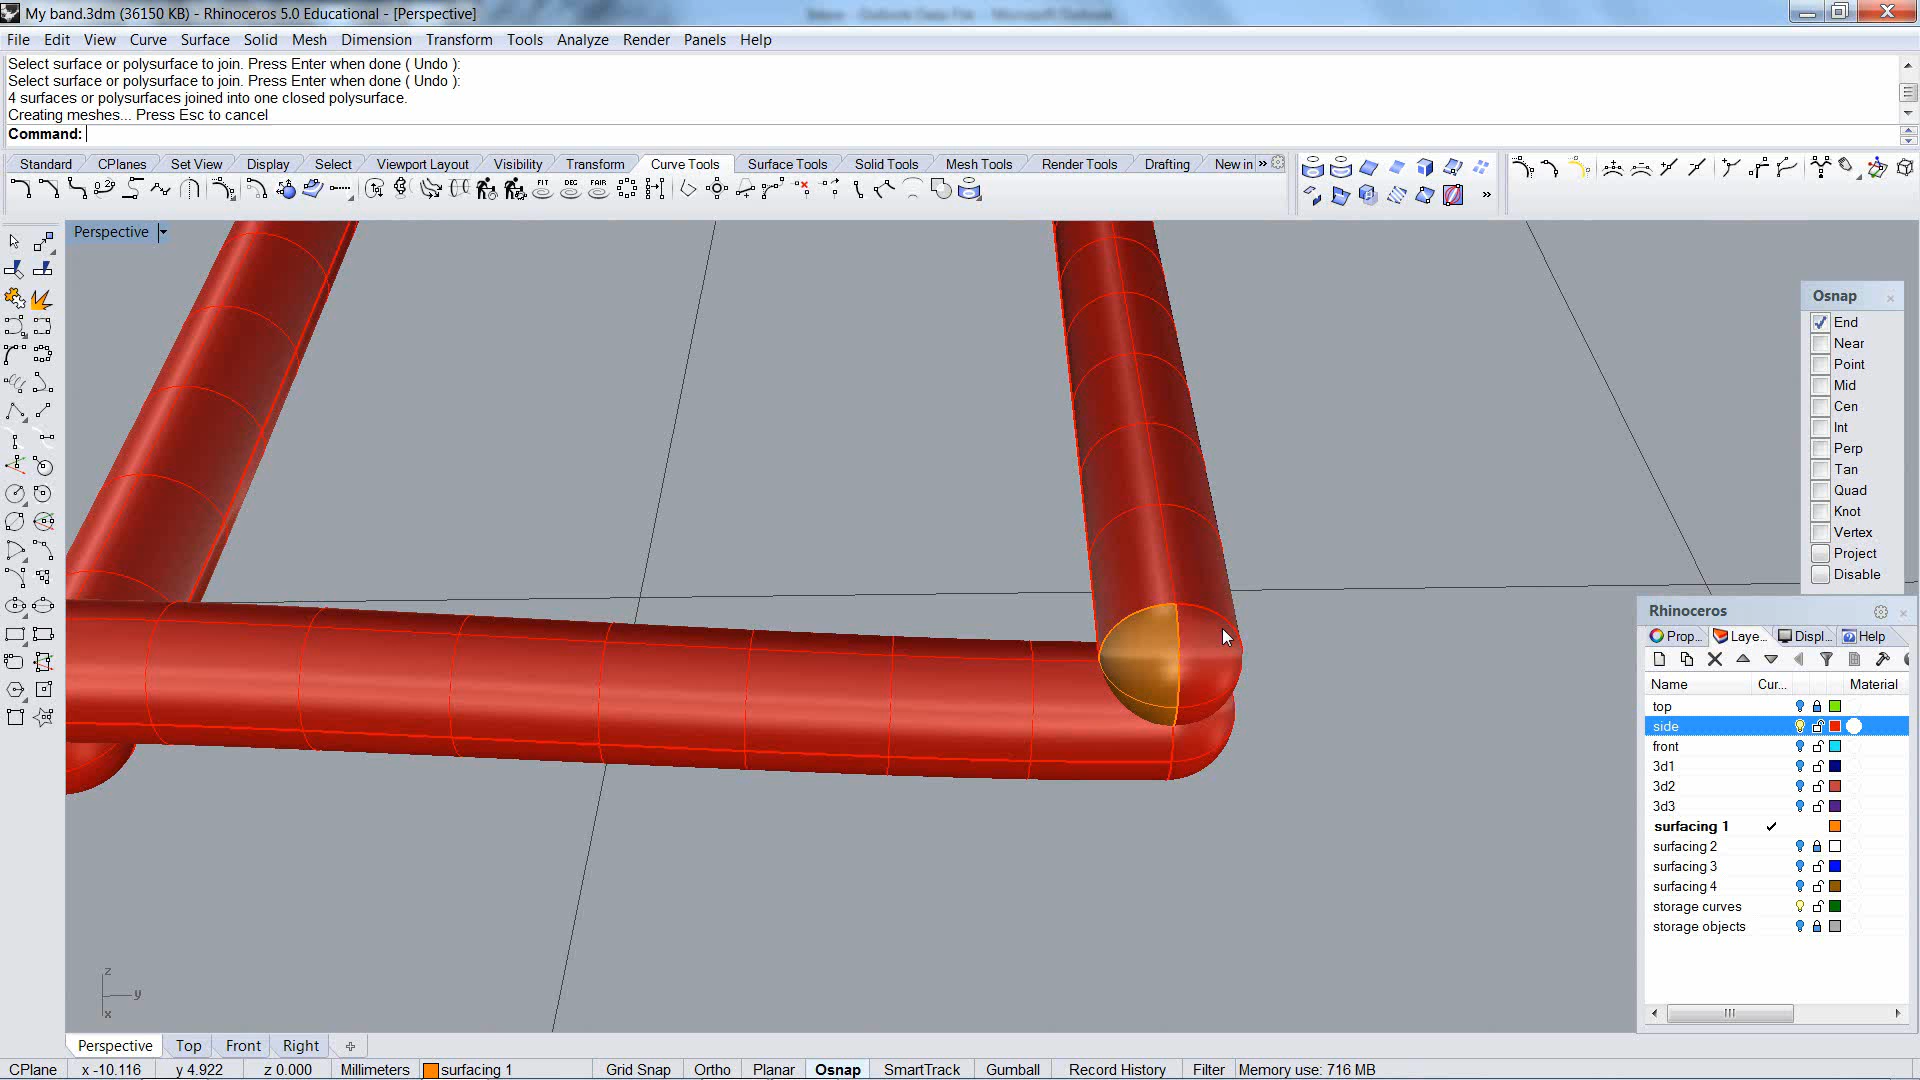 My band.3dm (36150 KB) - Rhinoceros 5.0 Educational - [Perspective]
File Edit View Curve Surface Solid Mesh Dimension Transform Tools Analyze Render Panels Help
Select surface or polysurface to join. Press Enter when done ( Undo ):
Select surface or polysurface to join. Press Enter when done ( Undo ):
4 surfaces or polysurfaces joined into one closed polysurface.
Creating meshes... Press Esc to cancel
Command:
Standard CPlanes Set View Display Select Viewport Layout Visibility Transform Curve Tools Surface Tools Solid Tools Mesh Tools Render Tools Drafting New in »
FIT DEG FAIR
Perspective
Osnap
End
Near
Point
Mid
Cen
Int
Perp
Tan
Quad
Knot
Vertex
Project
Disable
Rhinoceros
Prop... Laye... Displ... Help
Name Cur... Material
top
side
front
3d1
3d2
3d3
surfacing 1
surfacing 2
surfacing 3
surfacing 4
storage curves
storage objects
z
y
x
Perspective Top Front Right
CPlane x -10.116 y 4.922 z 0.000 Millimeters surfacing 1 Grid Snap Ortho Planar Osnap SmartTrack Gumball Record History Filter Memory use: 716 MB